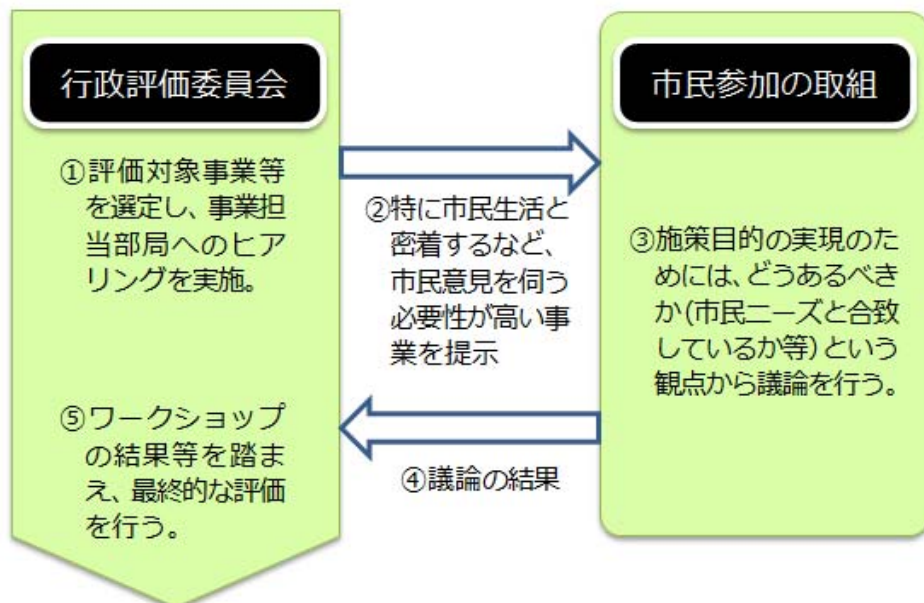 行政評価委員会
①評価対象事業等
を選定し、事業担
当部局へのヒア
リングを実施。
②特に市民生活と
密着するなど、
市民意見を伺う
必要性が高い事
業を提示
市民参加の取組
③施策目的の実現のた
めには、どうあるべき
か(市民ニーズと合致
しているか等)という
観点から議論を行う。
④議論の結果
⑤ワークショップ
の結果等を踏ま
え、最終的な評価
を行う。